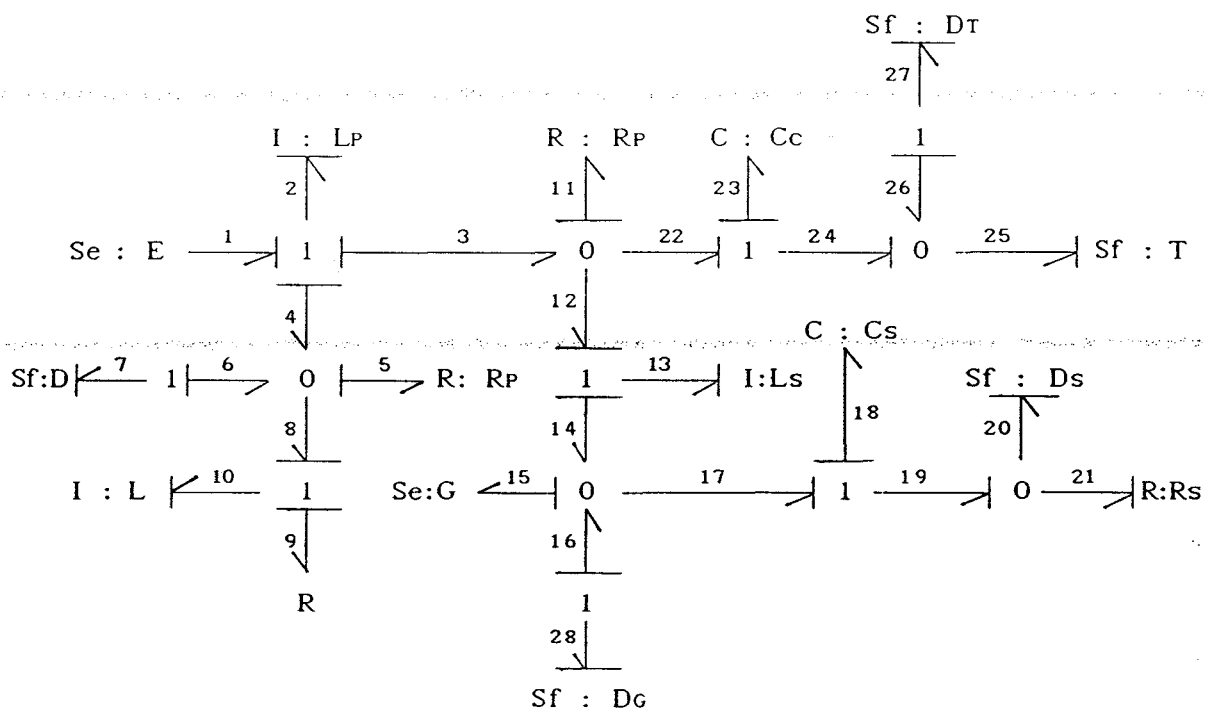 Sf : DT
27
I : LP
R : RP
C : CC
1
2
11
23
26
Se : E
1
1
3
0
22
1
24
0
25
Sf : T
4
12
C : Cs
Sf:D
7
1
6
0
5
R: RP
1
13
I:Ls
Sf : Ds
8
14
18
20
I : L
10
1
Se:G
15
0
17
1
19
0
21
R:Rs
9
16
R
1
28
Sf : DG